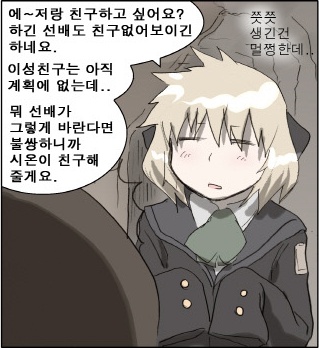 에~저랑 친구하고 싶어요?
하긴 선배도 친구없어보이긴
하네요.
이성친구는 아직
계획에 없는데..
뭐 선배가
그렇게 바란다면
불쌍하니까
시온이 친구해
줄게요.
쯧쯧
생긴건
멀쩡한데..